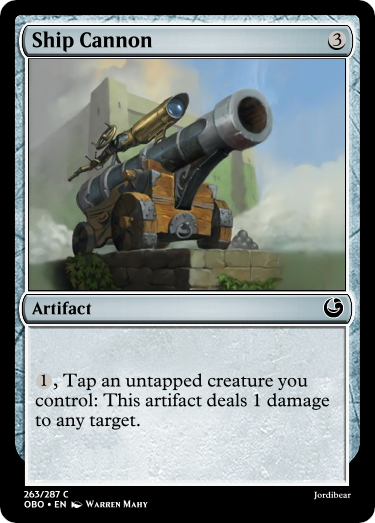 Ship Cannon 3
Artifact
1, Tap an untapped creature you
control: This artifact deals 1 damage
to any target.
263/287 C
OBO • EN Warren Mahy
Jordibear